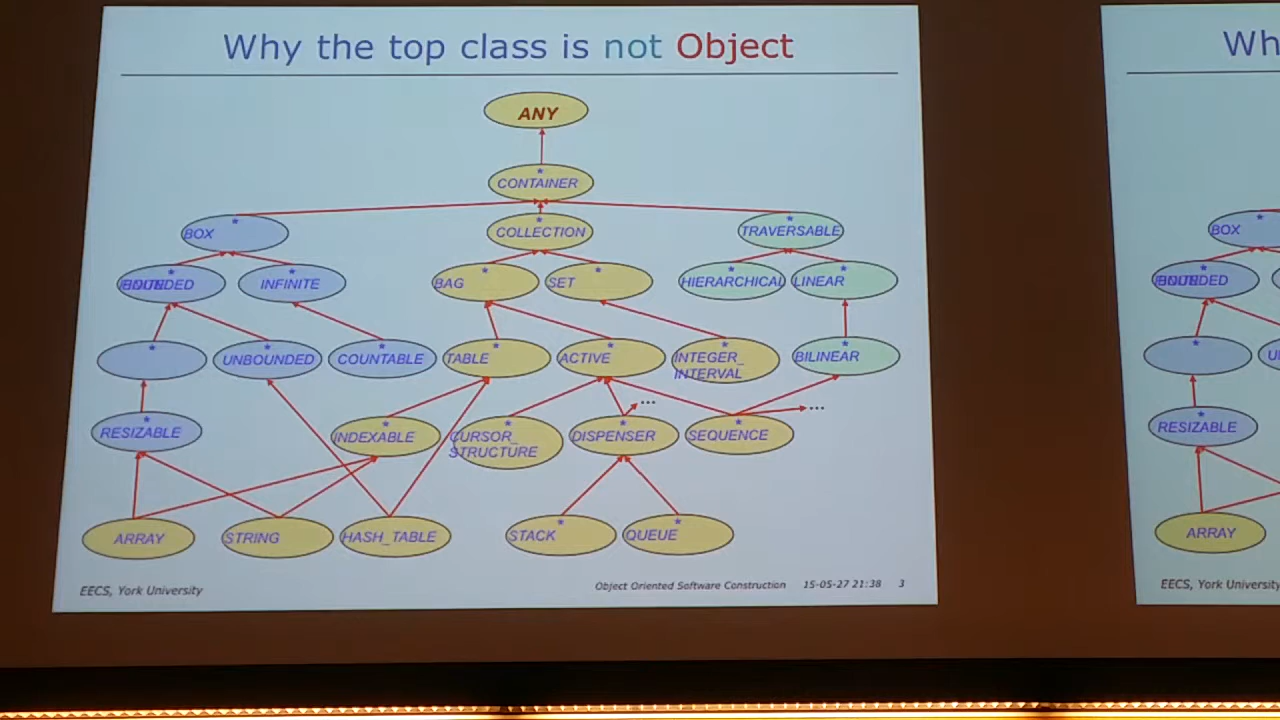 Why the top class is not Object
ANY
*
CONTAINER
*
BOX
*
COLLECTION
*
TRAVERSABLE
*
*
INFINITE
*
BAG
*
SET
*
HIERARCHICAL
*
LINEAR
*
*
UNBOUNDED
*
COUNTABLE
*
TABLE
*
ACTIVE
*
INTEGER_
INTERVAL
*
BILINEAR
*
RESIZABLE
*
INDEXABLE
*
CURSOR_
STRUCTURE
*
DISPENSER
...
*
SEQUENCE
...
ARRAY
STRING
HASH_TABLE
*
STACK
*
QUEUE
EECS, York University
Object Oriented Software Construction 15-05-27 21:38 3
Wh
BOX
*
*
*
*
RESIZABLE
ARRAY
EECS, York University